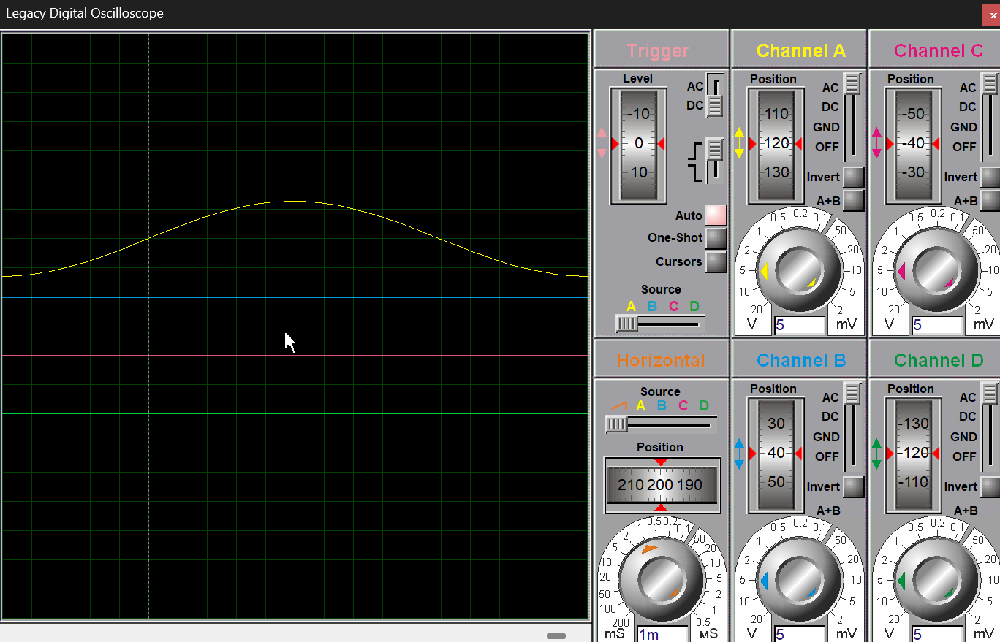 Legacy Digital Oscilloscope
×
Trigger
Level
-10
0
10
AC
DC
Auto
One-Shot
Cursors
Source
A B C D
Channel A
Position
110
120
130
AC
DC
GND
OFF
Invert
A+B
20 10 5 2 1 0.5 0.2 0.1 50 20 10 5 2
V 5 mV
Channel C
Position
-50
-40
-30
AC
DC
GND
OFF
Invert
A+B
20 10 5 2 1 0.5 0.2 0.1 50 20 10 5 2
V 5 mV
Horizontal
Source
A B C D
Position
210 200 190
200 100 50 20 10 5 2 1 0.5 0.2 0.1 50 20 10 5 2 1 0.5
mS 1m мS
Channel B
Position
30
40
50
AC
DC
GND
OFF
Invert
A+B
20 10 5 2 1 0.5 0.2 0.1 50 20 10 5 2
V 5 mV
Channel D
Position
-130
-120
-110
AC
DC
GND
OFF
Invert
A+B
20 10 5 2 1 0.5 0.2 0.1 50 20 10 5 2
V 5 mV